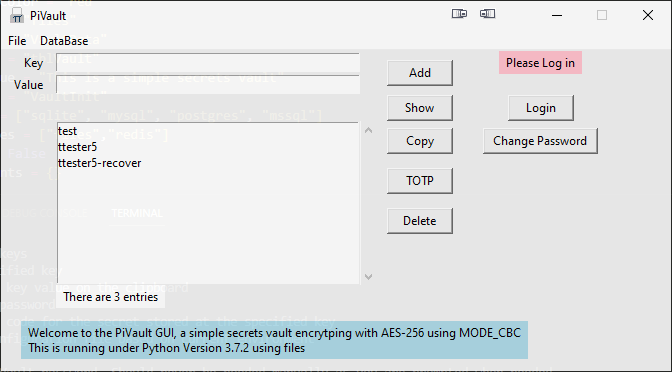 PiVault
File DataBase
Key
Value
Add
Please Log in
Show
Login
Copy
Change Password
TOTP
Delete
test
ttester5
ttester5-recover
There are 3 entries
Welcome to the PiVault GUI, a simple secrets vault encrytping with AES-256 using MODE_CBC
This is running under Python Version 3.7.2 using files
TERMINAL